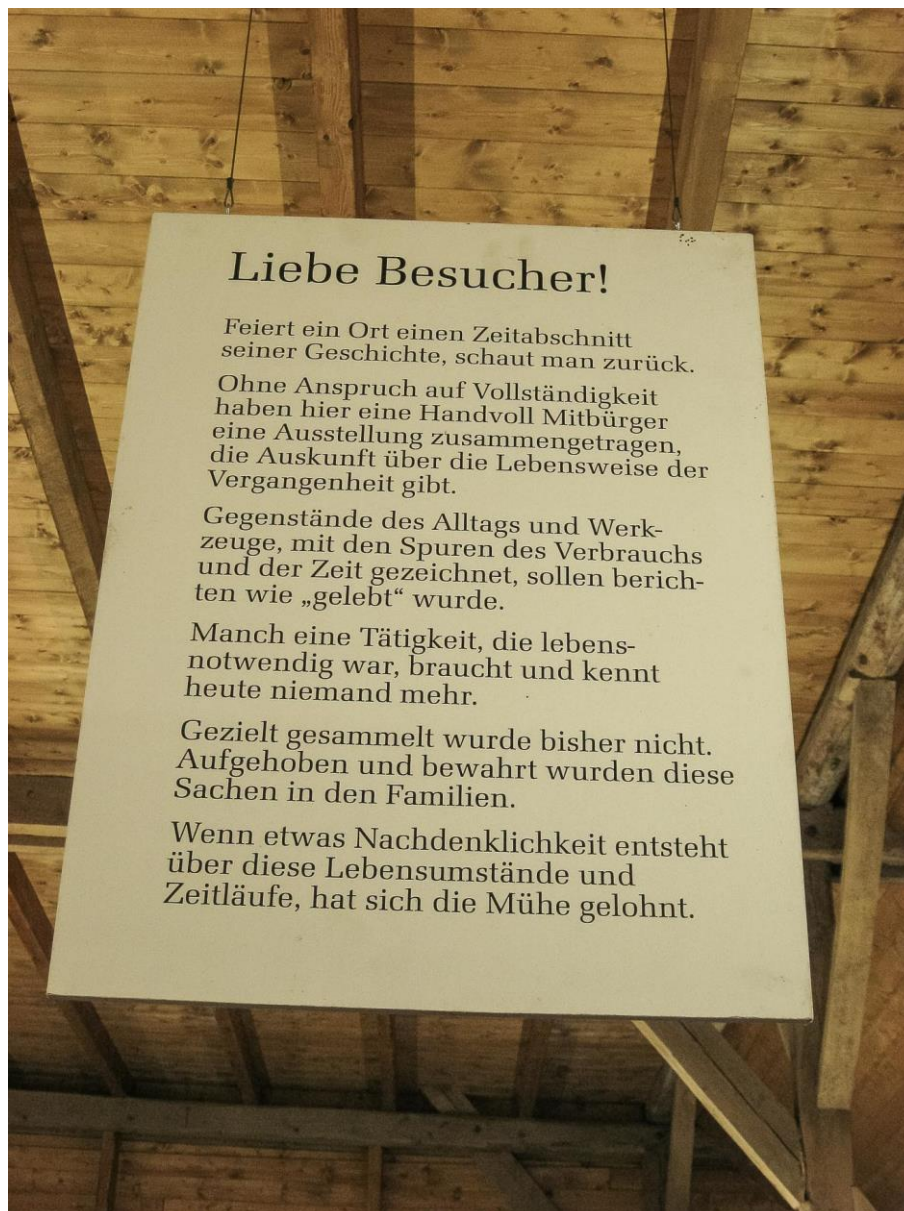 Liebe Besucher!
Feiert ein Ort einen Zeitabschnitt
seiner Geschichte, schaut man zurück.
Ohne Anspruch auf Vollständigkeit
haben hier eine Handvoll Mitbürger
eine Ausstellung zusammengetragen,
die Auskunft über die Lebensweise der
Vergangenheit gibt.
Gegenstände des Alltags und Werk-
zeuge, mit den Spuren des Verbrauchs
und der Zeit gezeichnet, sollen berich-
ten wie „gelebt“ wurde.
Manch eine Tätigkeit, die lebens-
notwendig war, braucht und kennt
heute niemand mehr.
Gezielt gesammelt wurde bisher nicht.
Aufgehoben und bewahrt wurden diese
Sachen in den Familien.
Wenn etwas Nachdenklichkeit entsteht
über diese Lebensumstände und
Zeitläufe, hat sich die Mühe gelohnt.